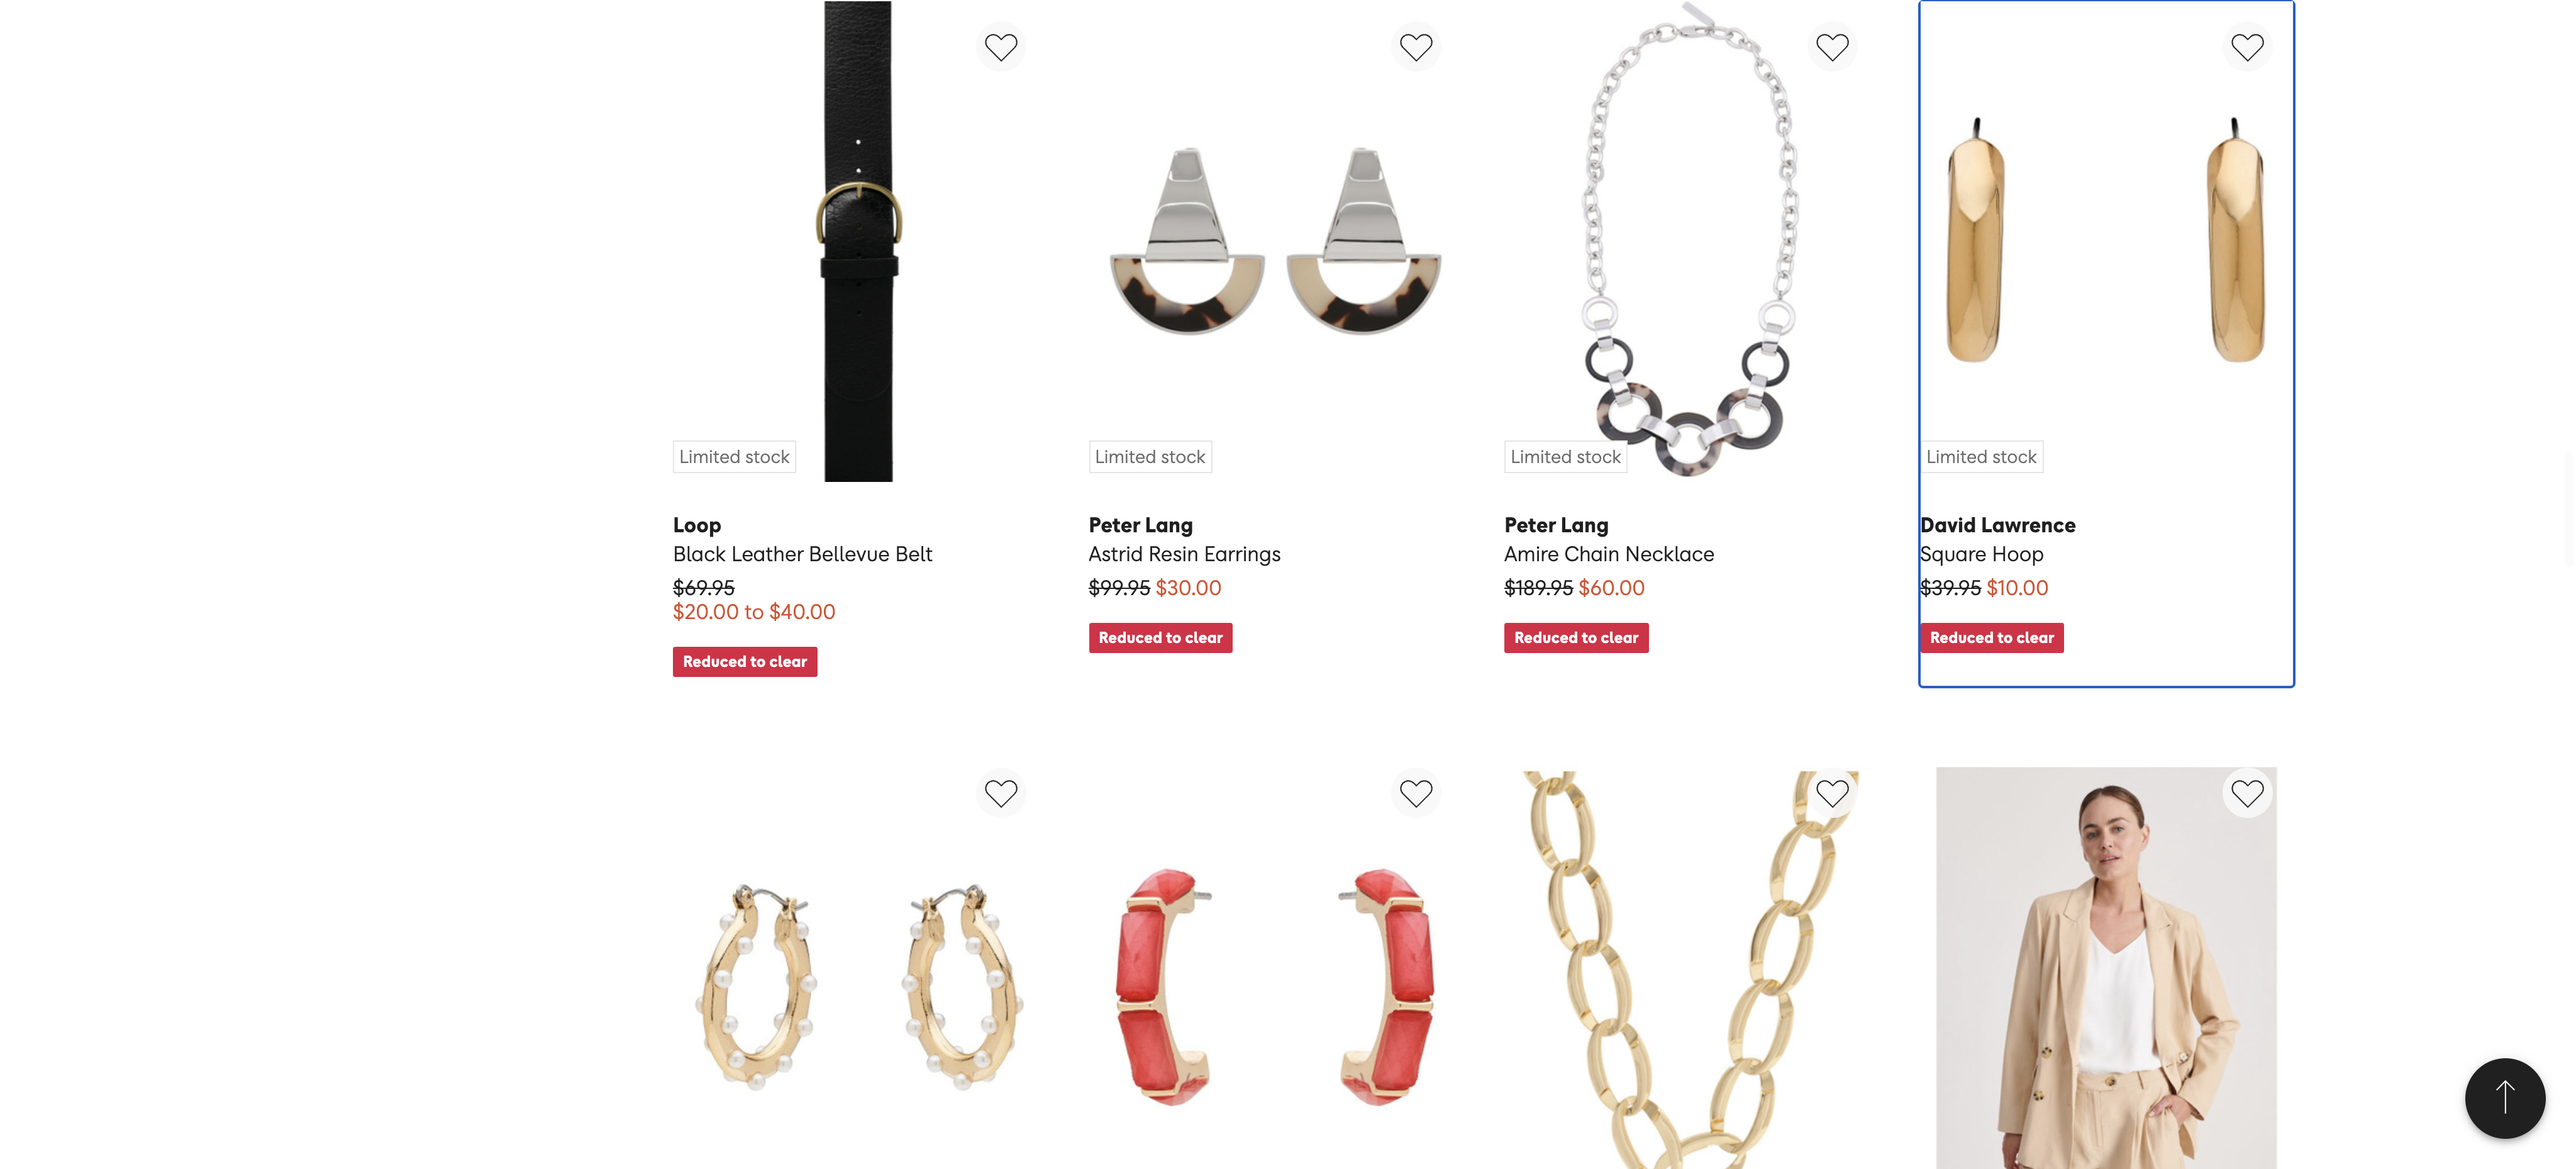 Limited stock
Limited stock
Limited stock
Limited stock
Loop
Black Leather Bellevue Belt
$69.95
$20.00 to $40.00
Reduced to clear
Peter Lang
Astrid Resin Earrings
$99.95 $30.00
Reduced to clear
Peter Lang
Amire Chain Necklace
$189.95 $60.00
Reduced to clear
David Lawrence
Square Hoop
$39.95 $10.00
Reduced to clear